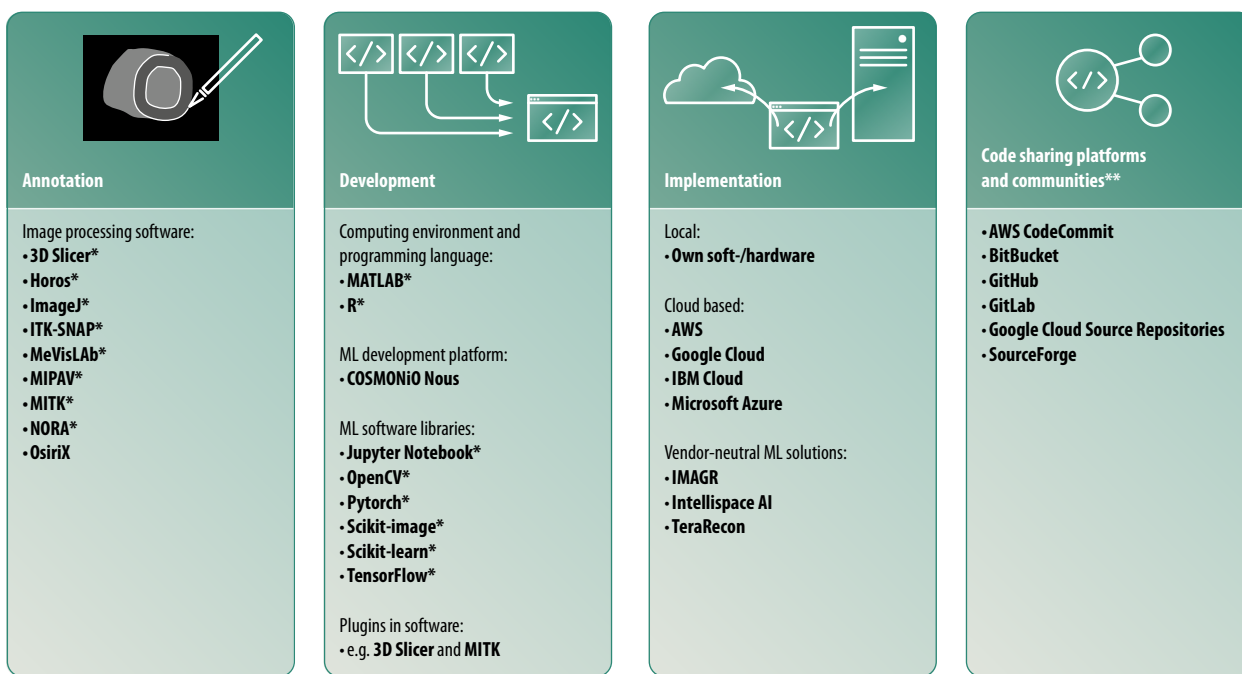 </>
</>
</>
</>
</>
</>
Annotation
Image processing software:
• 3D Slicer*
• Horos*
• ImageJ*
• ITK-SNAP*
• MeVisLAb*
• MIPAV*
• MITK*
• NORA*
• OsiriX
Development
Computing environment and
programming language:
• MATLAB*
• R*
ML development platform:
• COSMONiO Nous
ML software libraries:
• Jupyter Notebook*
• OpenCV*
• Pytorch*
• Scikit-image*
• Scikit-learn*
• TensorFlow*
Plugins in software:
• e.g. 3D Slicer and MITK
Implementation
Local:
• Own soft-/hardware
Cloud based:
• AWS
• Google Cloud
• IBM Cloud
• Microsoft Azure
Vendor-neutral ML solutions:
• IMAGR
• Intellispace AI
• TeraRecon
Code sharing platforms
and communities**
• AWS CodeCommit
• BitBucket
• GitHub
• GitLab
• Google Cloud Source Repositories
• SourceForge